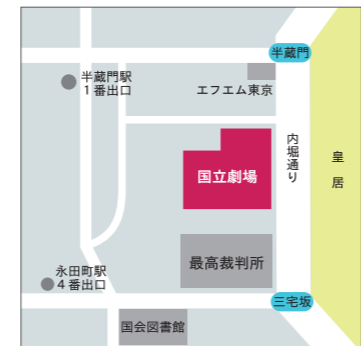 半蔵門
半蔵門駅
1番出口
エフエム東京
内堀通り
皇居
国立劇場
最高裁判所
永田町駅
4番出口
三宅坂
国会図書館